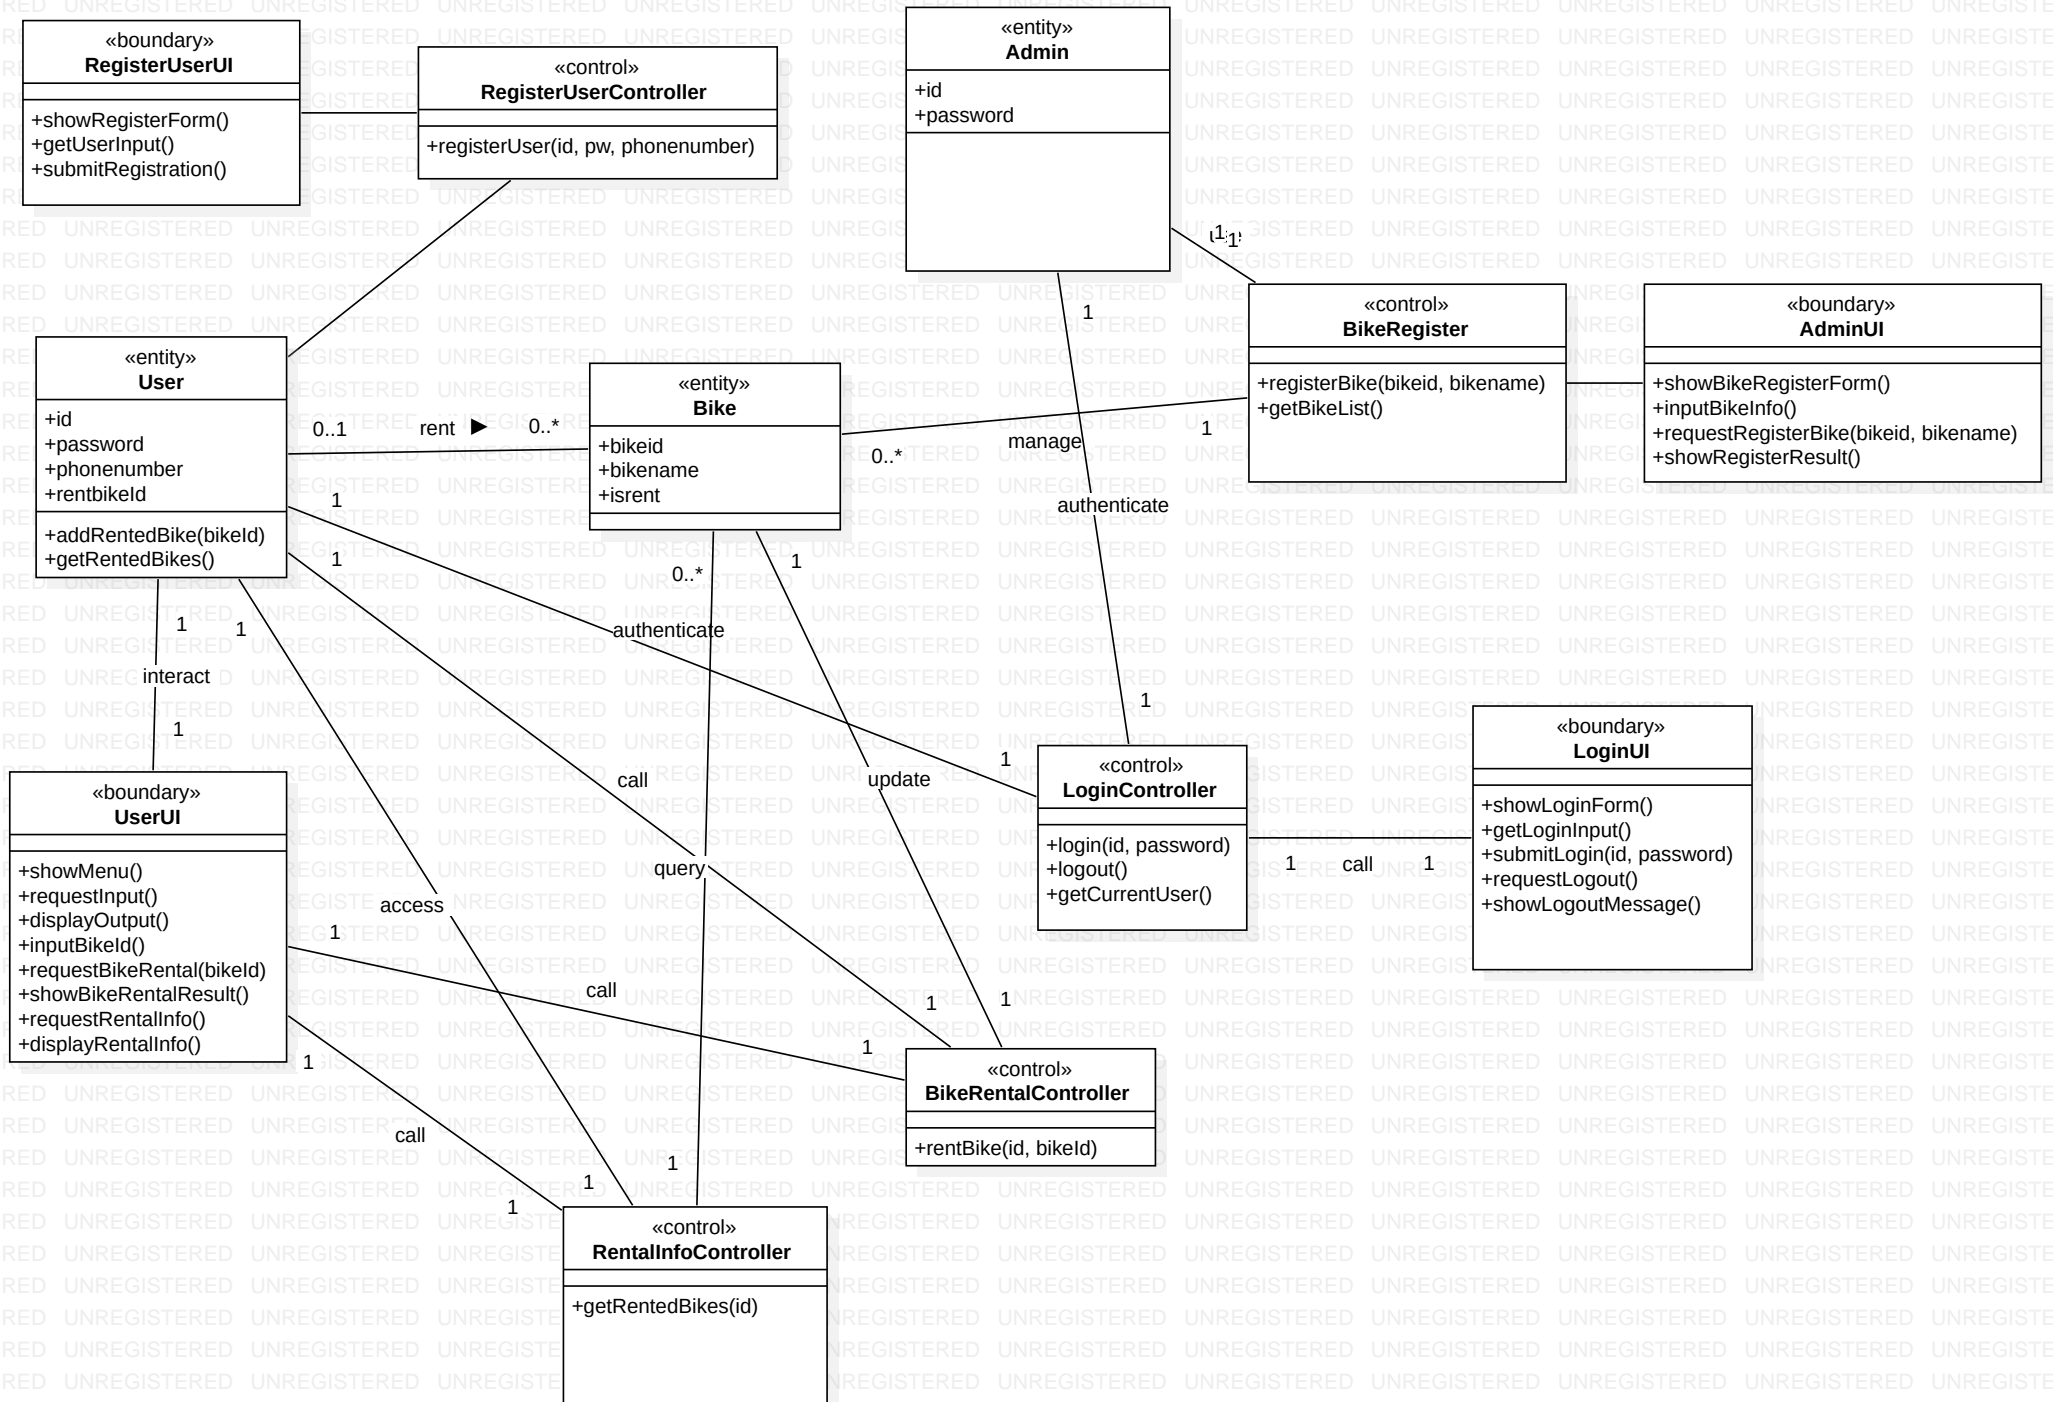 «boundary»
RegisterUserUI
+showRegisterForm()
+getUserInput()
+submitRegistration()
«control»
RegisterUserController
+registerUser(id, pw, phonenumber)
«entity»
Admin
+id
+password
1
1
«control»
BikeRegister
+registerBike(bikeid, bikename)
+getBikeList()
«boundary»
AdminUI
+showBikeRegisterForm()
+inputBikeInfo()
+requestRegisterBike(bikeid, bikename)
+showRegisterResult()
«entity»
User
+id
+password
+phonenumber
+rentbikeId
+addRentedBike(bikeId)
+getRentedBikes()
0..1 rent ► 0..*
«entity»
Bike
+bikeid
+bikename
+isrent
0..* manage 1
1
authenticate
1
1
authenticate
1
1
call
1
0..*
query
1
1
update
1
1
interact
1
1
access
1
«boundary»
UserUI
+showMenu()
+requestInput()
+displayOutput()
+inputBikeId()
+requestBikeRental(bikeId)
+showBikeRentalResult()
+requestRentalInfo()
+displayRentalInfo()
1
call
1
1
call
1
«control»
LoginController
+login(id, password)
+logout()
+getCurrentUser()
1 call 1
«boundary»
LoginUI
+showLoginForm()
+getLoginInput()
+submitLogin(id, password)
+requestLogout()
+showLogoutMessage()
«control»
BikeRentalController
+rentBike(id, bikeId)
«control»
RentalInfoController
+getRentedBikes(id)
UNREGISTERED